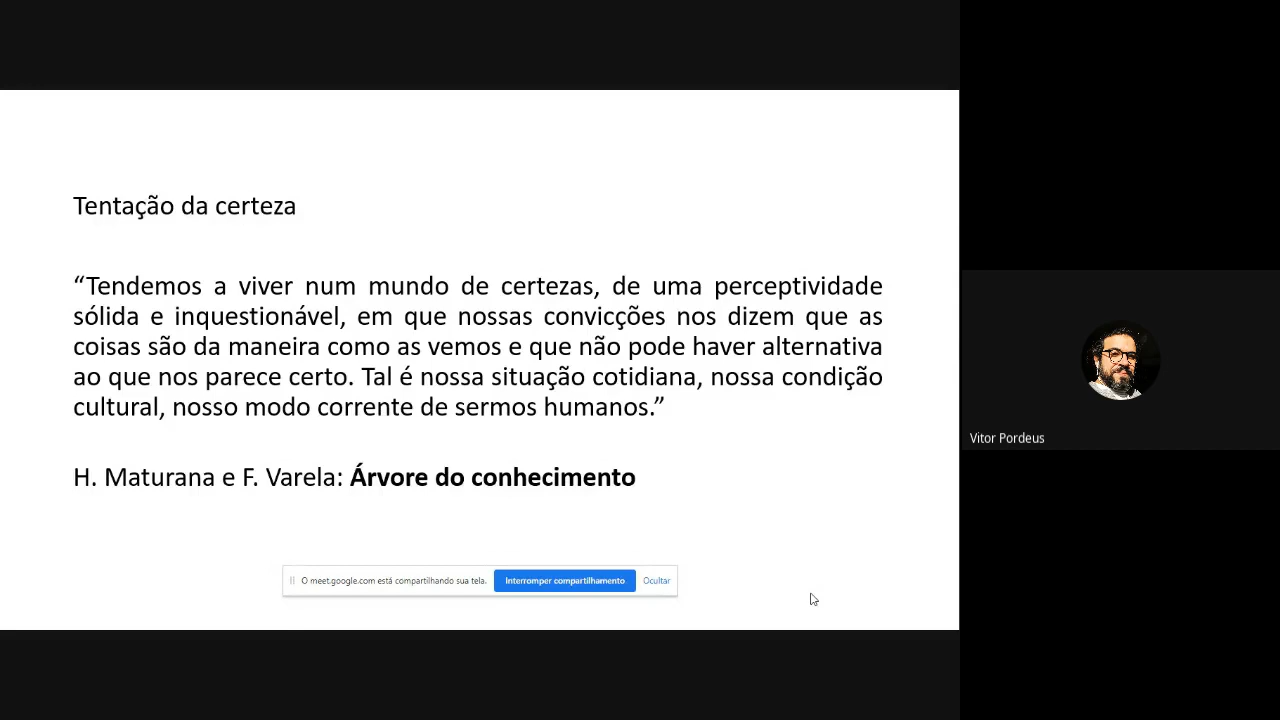 Tentação da certeza
“Tendemos a viver num mundo de certezas, de uma perceptividade
sólida e inquestionável, em que nossas convicções nos dizem que as
coisas são da maneira como as vemos e que não pode haver alternativa
ao que nos parece certo. Tal é nossa situação cotidiana, nossa condição
cultural, nosso modo corrente de sermos humanos.”
H. Maturana e F. Varela: Árvore do conhecimento
O meet.google.com está compartilhando sua tela. Interromper compartilhamento Ocultar
Vitor Pordeus